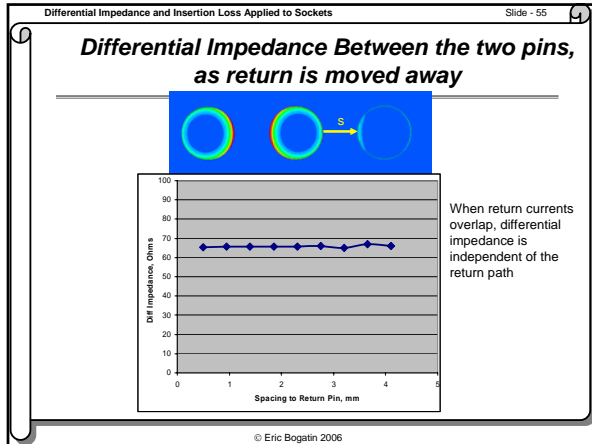 Differential Impedance and Insertion Loss Applied to Sockets Slide - 55
Differential Impedance Between the two pins,
as return is moved away
S
100
90
80
70
60
50
40
30
20
10
0
0 1 2 3 4 5
Diff Impedance, Ohms
Spacing to Return Pin, mm
When return currents
overlap, differential
impedance is
independent of the
return path
© Eric Bogatin 2006